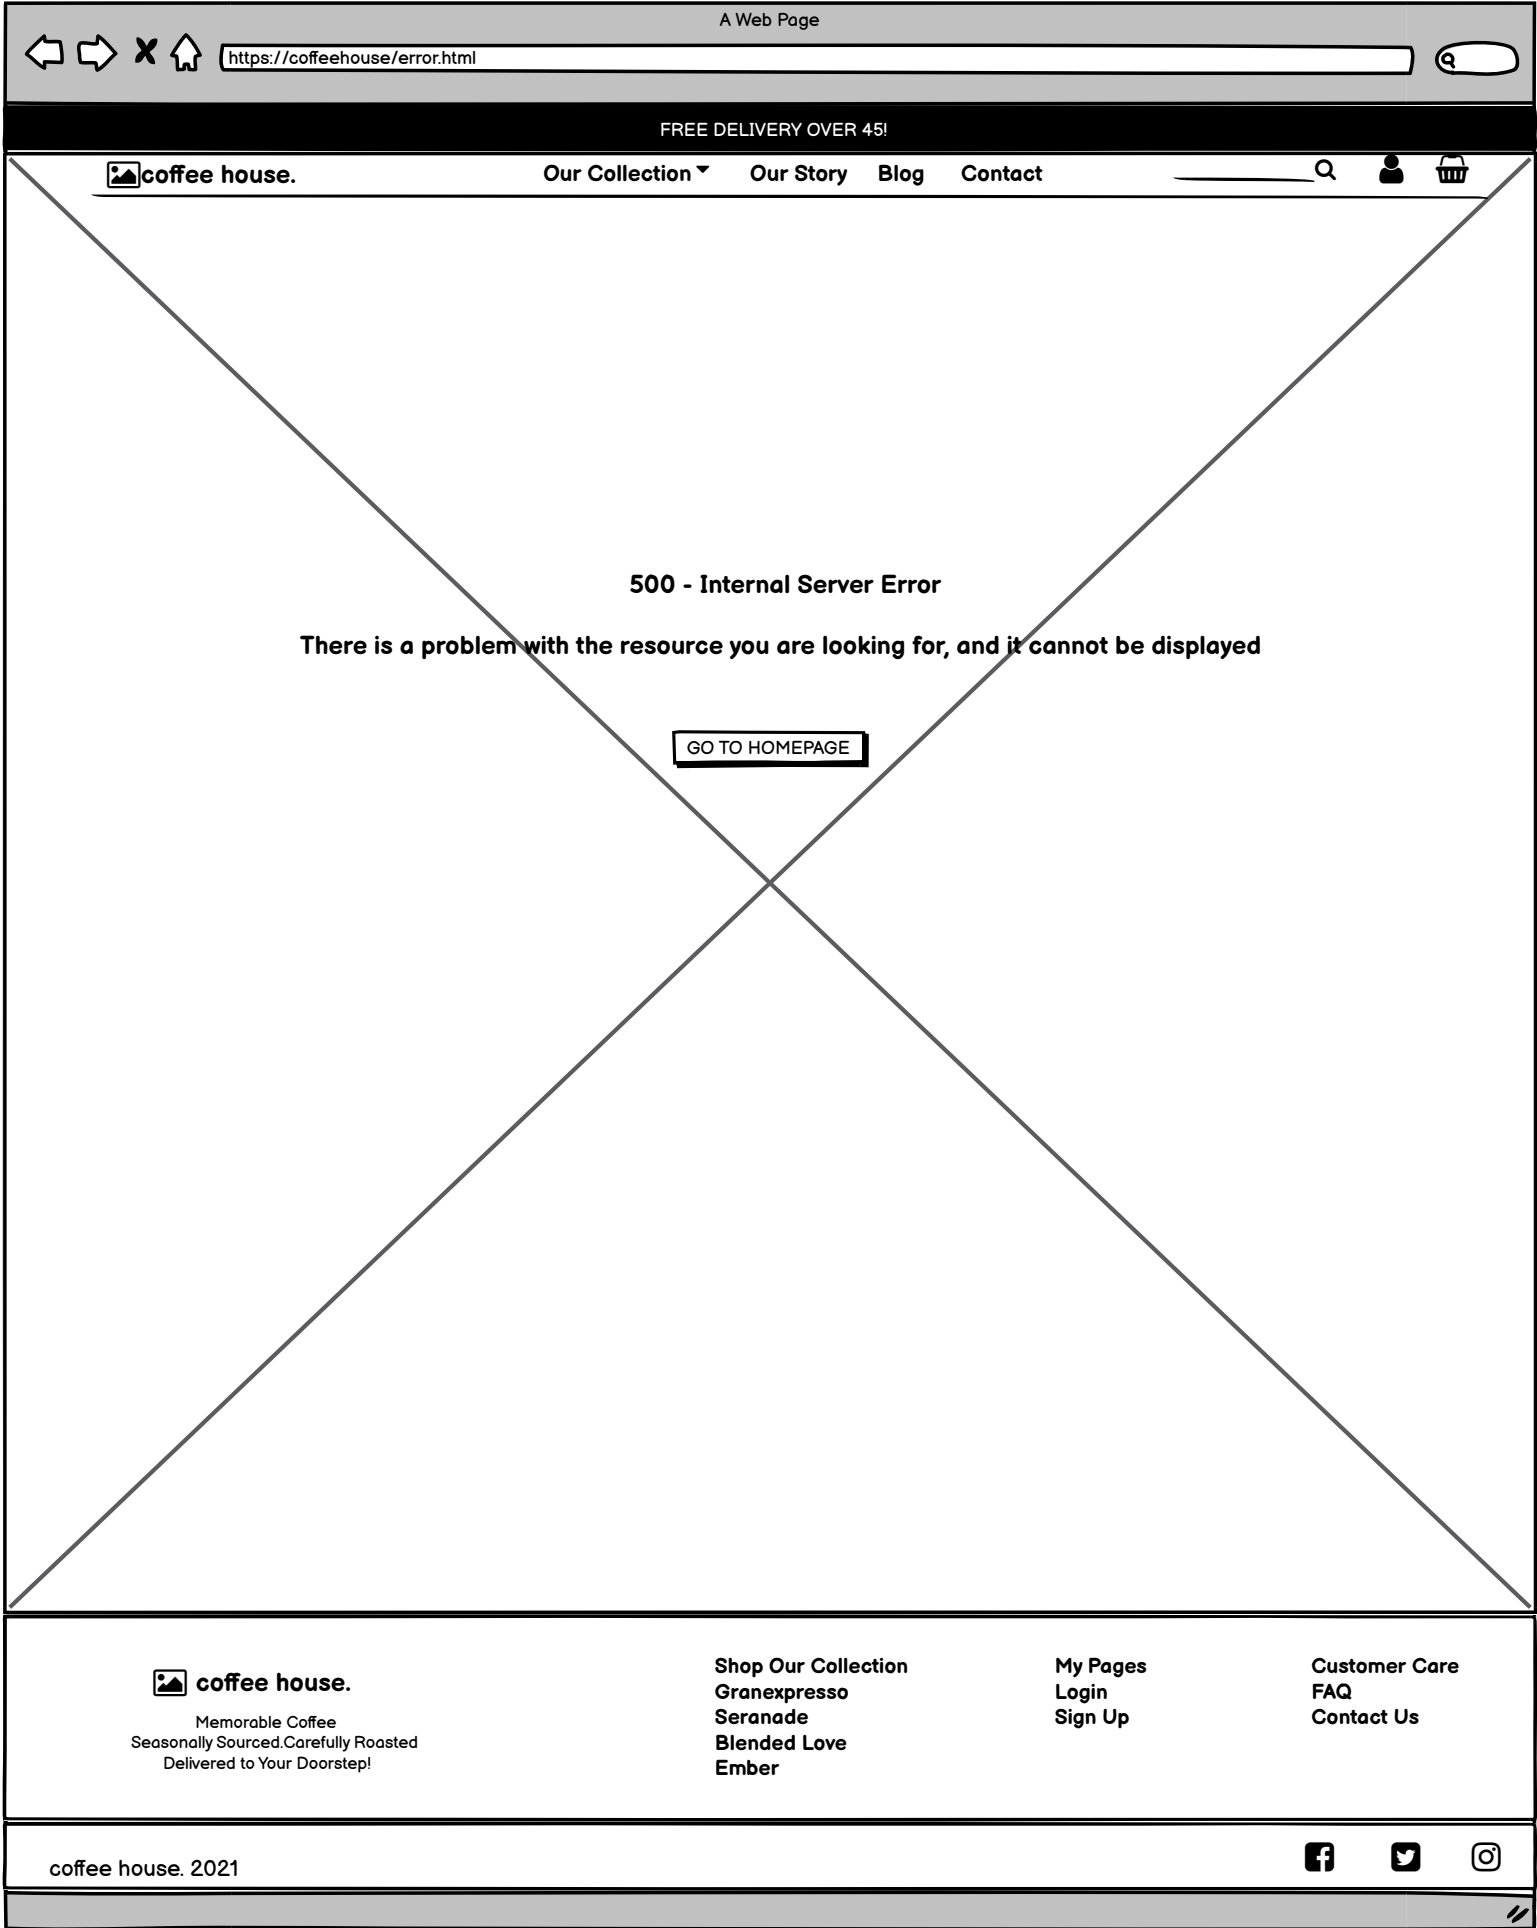 A Web Page
https://coffeehouse/error.html
FREE DELIVERY OVER 45!
coffee house. Our Collection Our Story Blog Contact
500 - Internal Server Error
There is a problem with the resource you are looking for, and it cannot be displayed
GO TO HOMEPAGE
coffee house.
Memorable Coffee
Seasonally Sourced.Carefully Roasted
Delivered to Your Doorstep!
Shop Our Collection
Granexpresso
Seranade
Blended Love
Ember
My Pages
Login
Sign Up
Customer Care
FAQ
Contact Us
coffee house. 2021